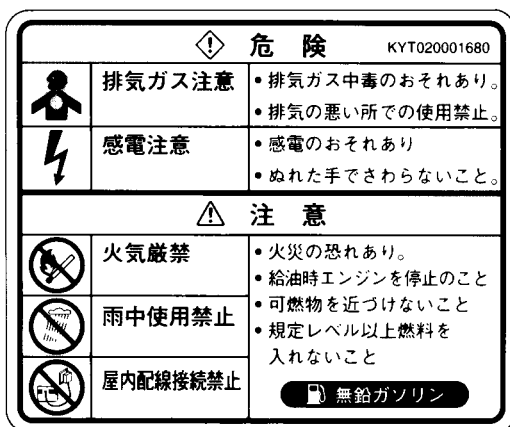 危険 KYT020001680
排気ガス注意
・排気ガス中毒のおそれあり。
・排気の悪い所での使用禁止。
感電注意
・感電のおそれあり
・ぬれた手でさわらないこと。
注意
火気厳禁
雨中使用禁止
屋内配線接続禁止
・火災の恐れあり。
・給油時エンジンを停止のこと
・可燃物を近づけないこと
・規定レベル以上燃料を
入れないこと
無鉛ガソリン